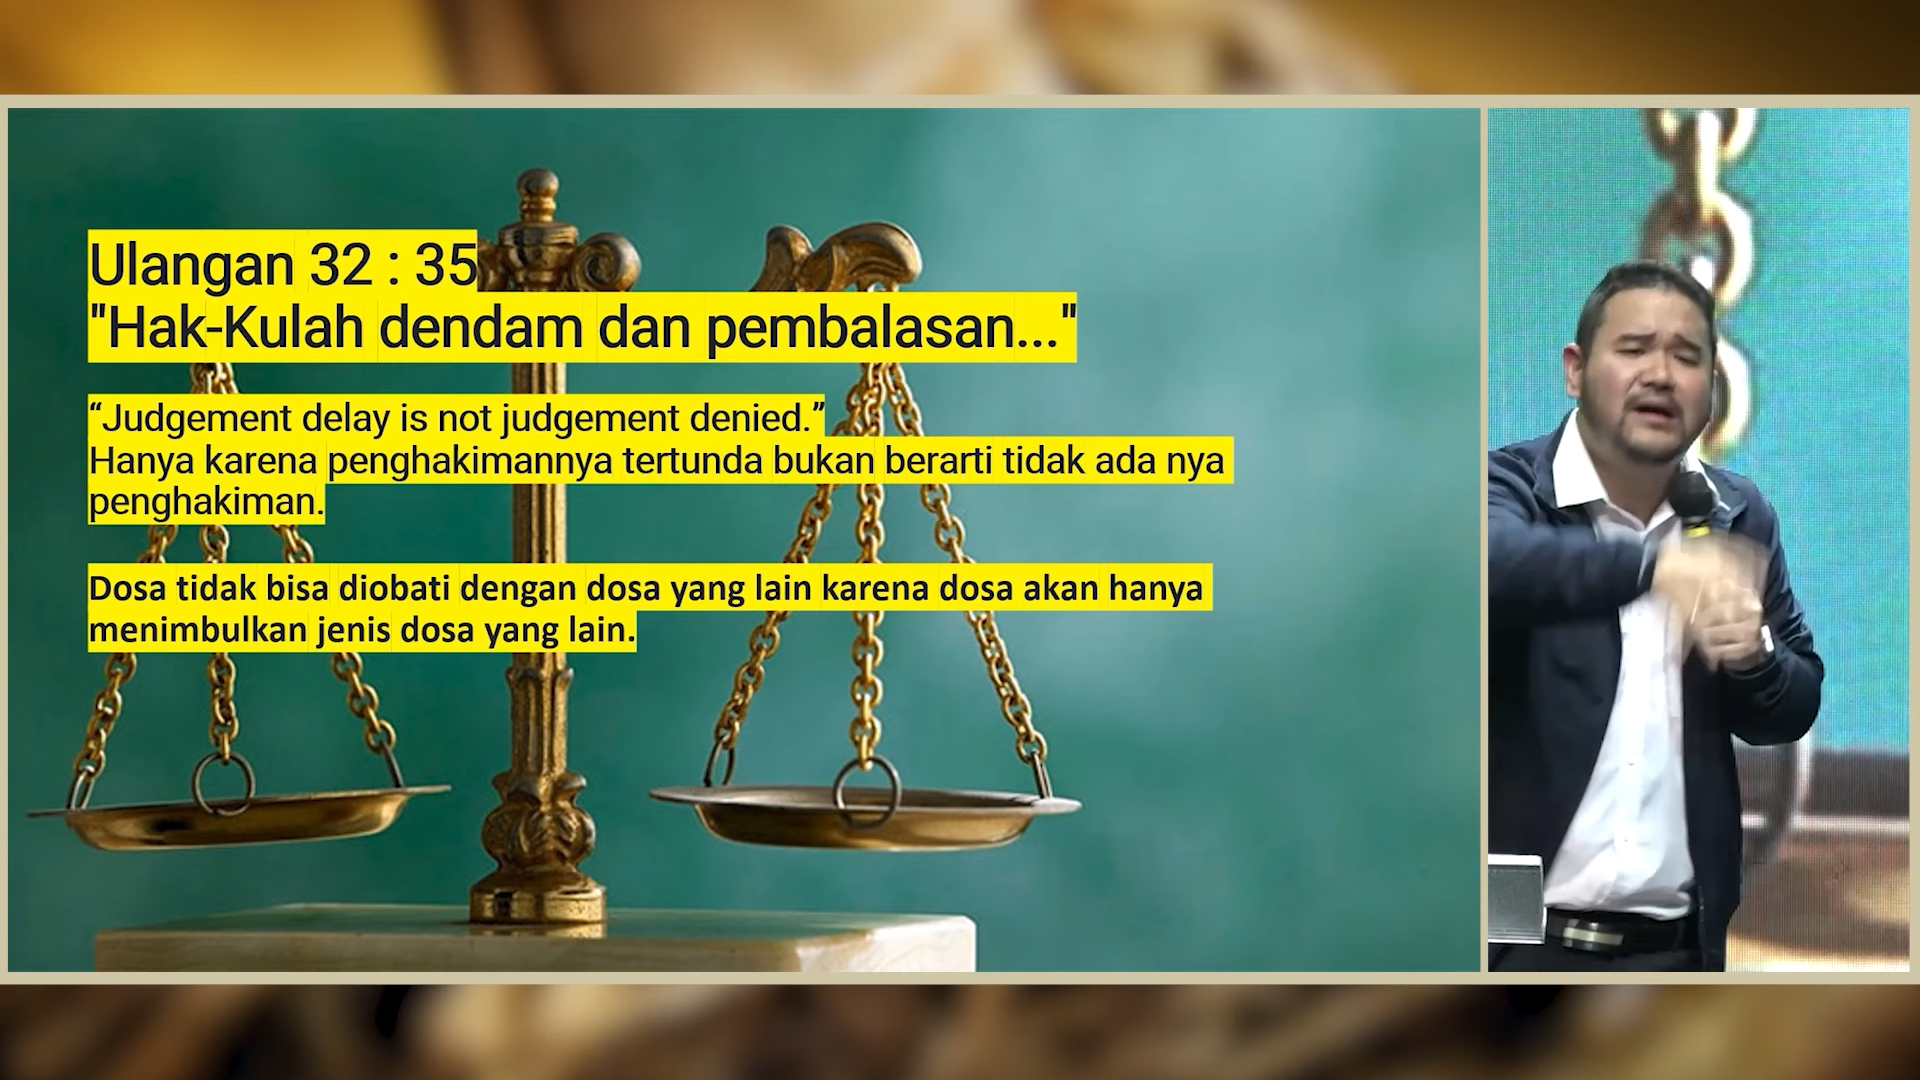 Ulangan 32 : 35
"Hak-Kulah dendam dan pembalasan..."
“Judgement delay is not judgement denied.”
Hanya karena penghakimannya tertunda bukan berarti tidak ada nya
penghakiman.
Dosa tidak bisa diobati dengan dosa yang lain karena dosa akan hanya
menimbulkan jenis dosa yang lain.